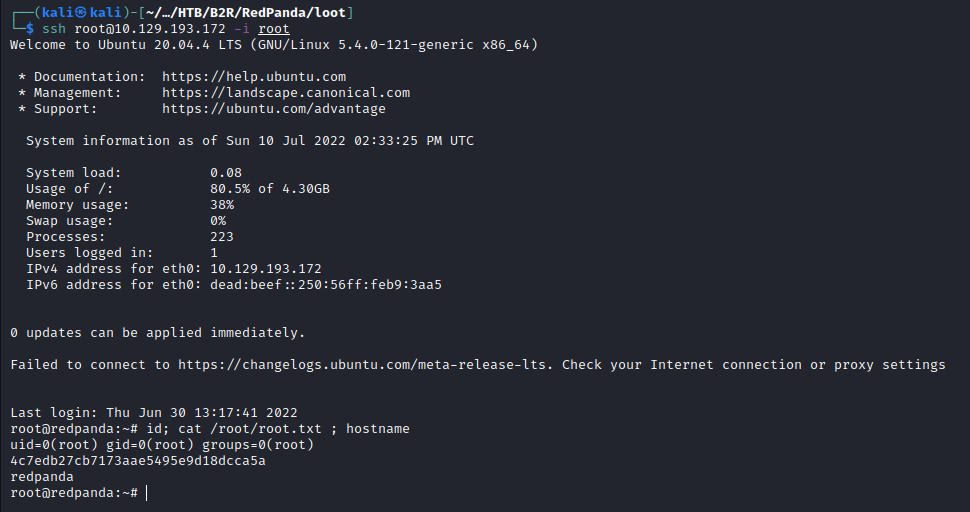 ┌──(kali㉿kali)-[~/…/HTB/B2R/RedPanda/loot]
└─$ ssh root@10.129.193.172 -i root
Welcome to Ubuntu 20.04.4 LTS (GNU/Linux 5.4.0-121-generic x86_64)
* Documentation:  https://help.ubuntu.com
* Management:     https://landscape.canonical.com
* Support:        https://ubuntu.com/advantage
System information as of Sun 10 Jul 2022 02:33:25 PM UTC
System load:           0.08
Usage of /:            80.5% of 4.30GB
Memory usage:          38%
Swap usage:            0%
Processes:             223
Users logged in:       1
IPv4 address for eth0: 10.129.193.172
IPv6 address for eth0: dead:beef::250:56ff:feb9:3aa5
0 updates can be applied immediately.
Failed to connect to https://changelogs.ubuntu.com/meta-release-lts. Check your Internet connection or proxy settings
Last login: Thu Jun 30 13:17:41 2022
root@redpanda:~# id; cat /root/root.txt ; hostname
uid=0(root) gid=0(root) groups=0(root)
4c7edb27cb7173aae5495e9d18dcca5a
redpanda
root@redpanda:~#